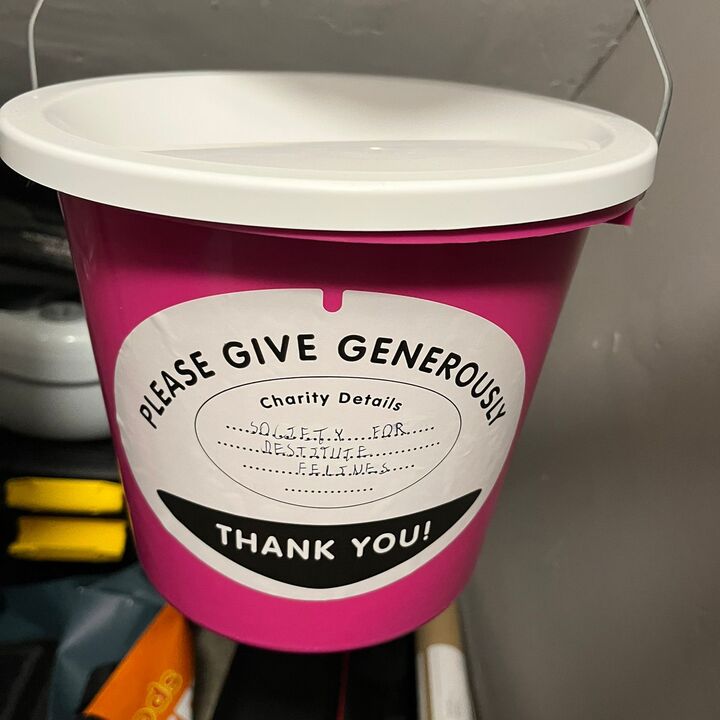 PLEASE GIVE GENEROUSLY
Charity Details
SOCIETY FOR
DESTITUTE
FELINES
THANK YOU!